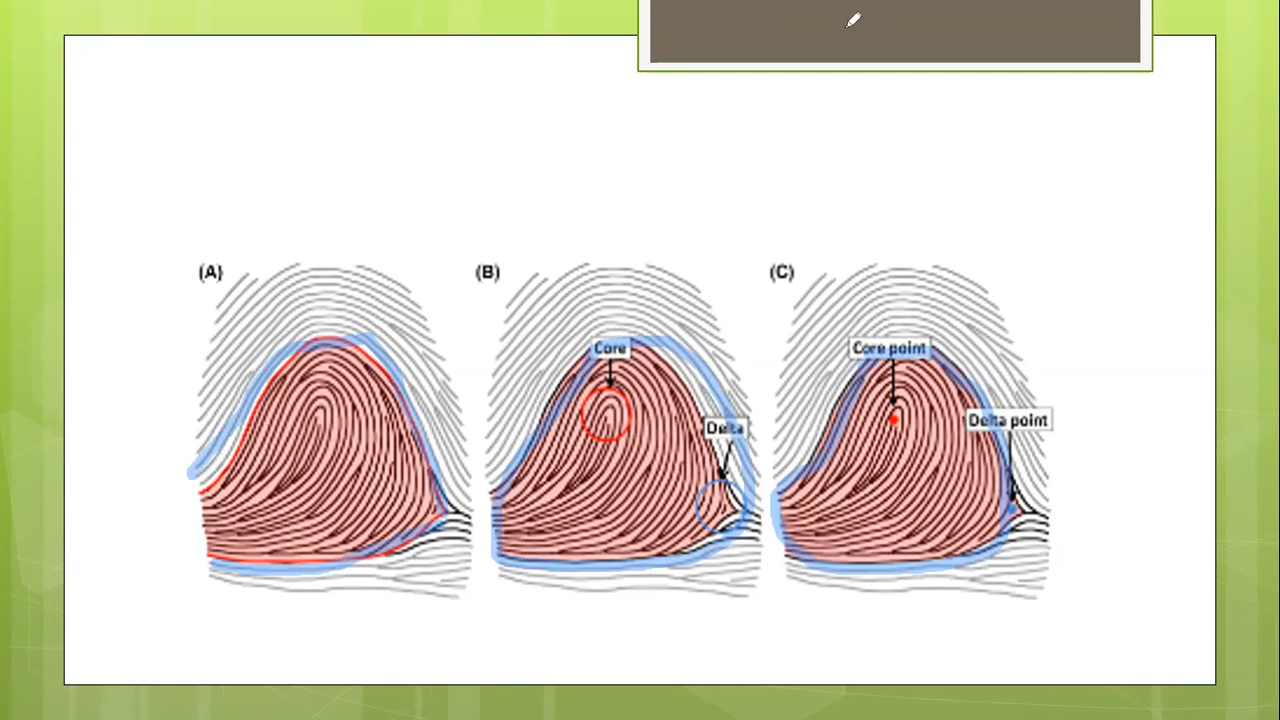 (A)
(B)
(C)
Core
Core point
Delta
Delta point